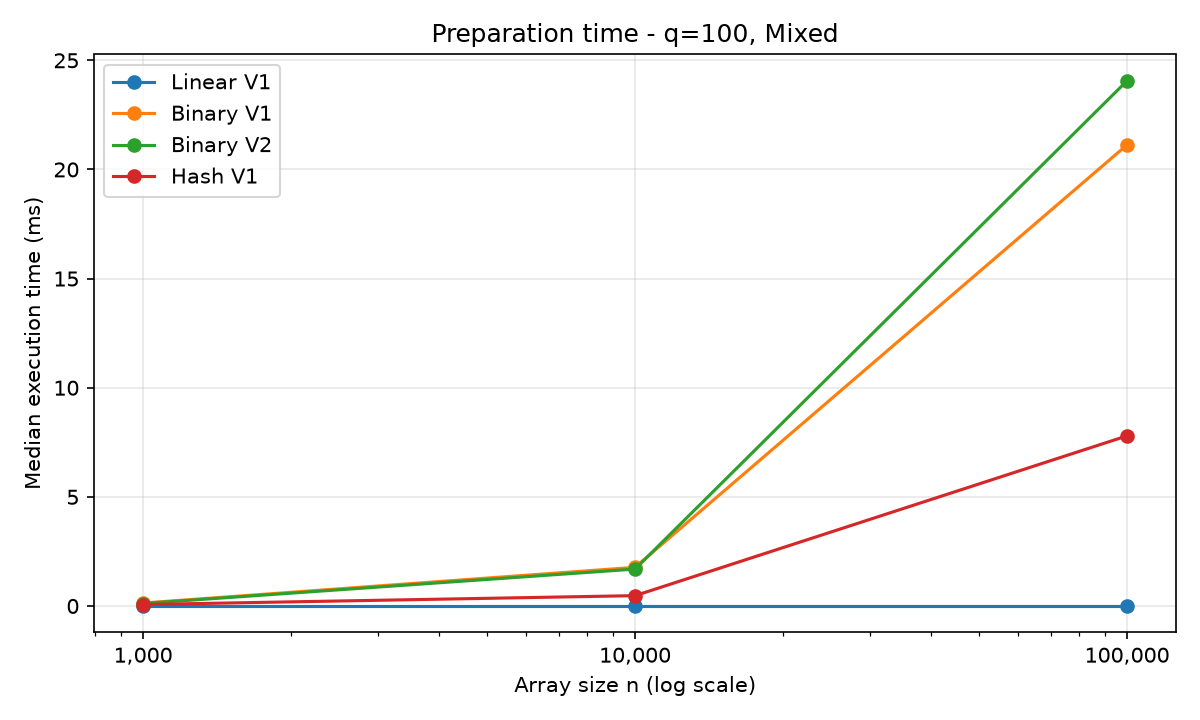 Preparation time - q=100, Mixed
Linear V1
Binary V1
Binary V2
Hash V1
Median execution time (ms)
25
20
15
10
5
0
1,000
10,000
100,000
Array size n (log scale)